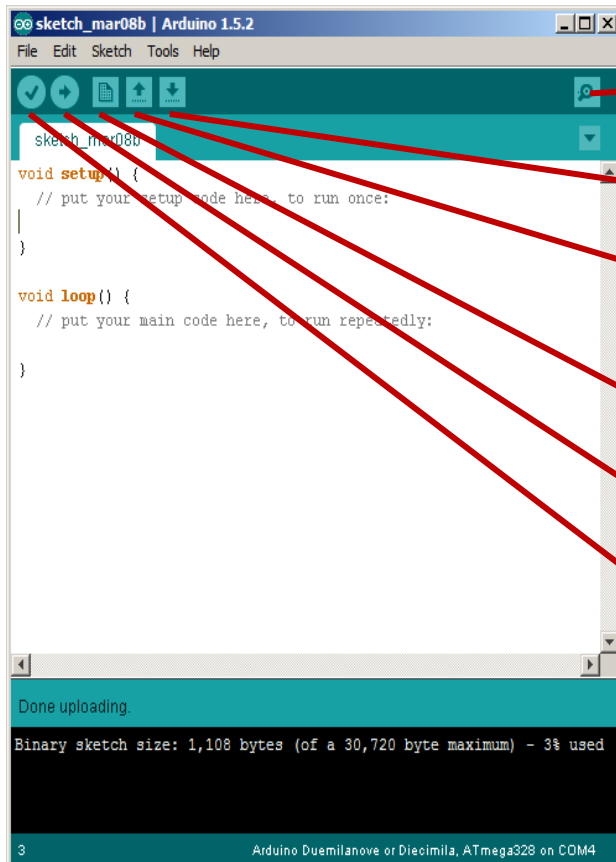 sketch_mar08b | Arduino 1.5.2
File Edit Sketch Tools Help
sketch_mar08b
void setup() {
// put your setup code here, to run once:
}
void loop() {
// put your main code here, to run repeatedly:
}
Done uploading.
Binary sketch size: 1,108 bytes (of a 30,720 byte maximum) - 3% used
3 Arduino Duemilanove or Diecimila, ATmega328 on COM4